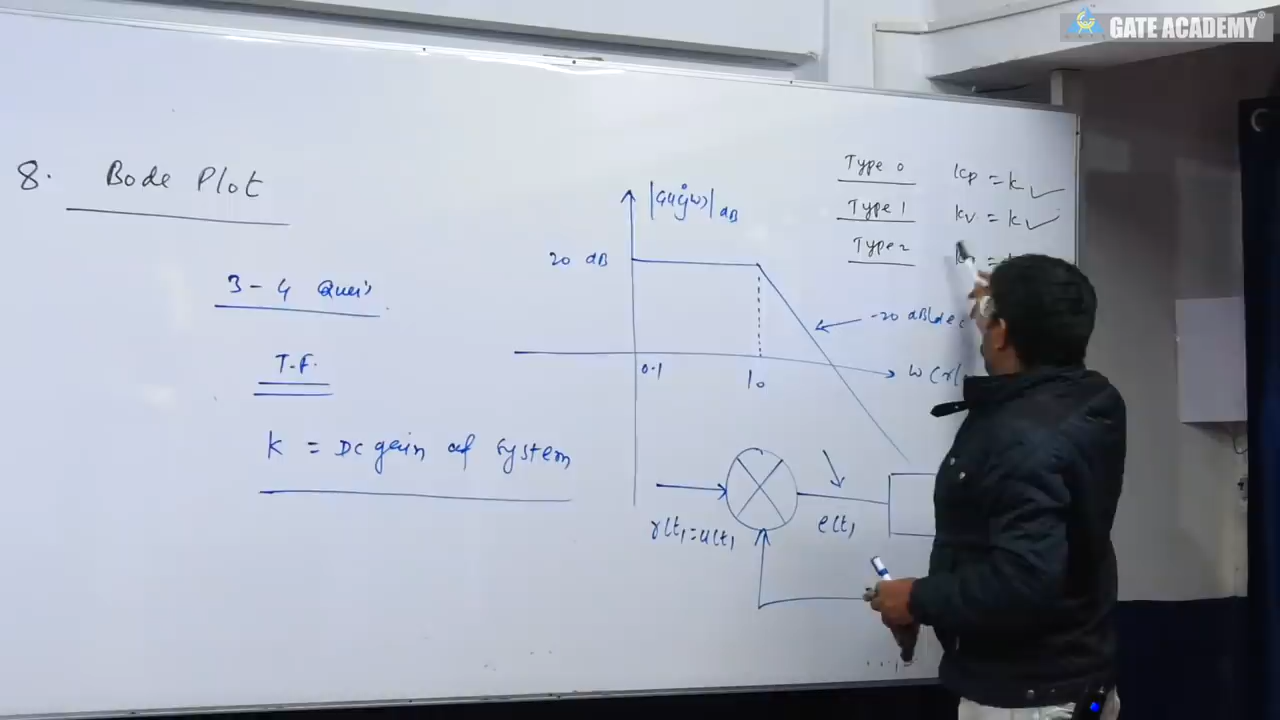 GATE ACADEMY®
8. Bode Plot
3 - 4 Ques
T.F.
k = DC gain of system
|G(jω)| dB
20 dB
0.1
10
-20 dB/dec
ω (r/
Type 0 kp = k ✓
Type 1 kv = k ✓
Type 2
r(t) = u(t)
e(t)